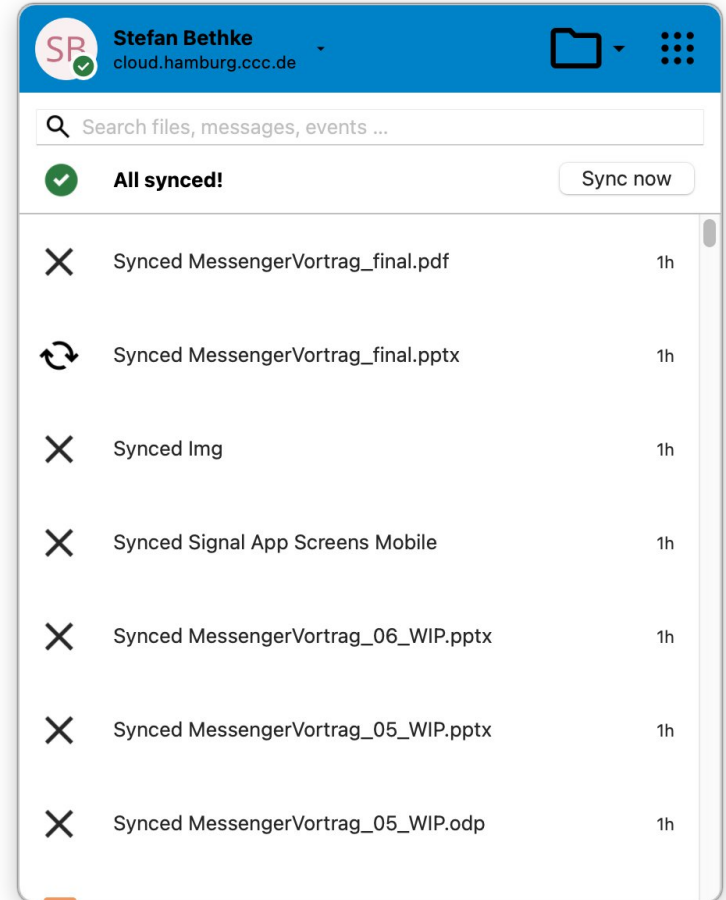 SB
Stefan Bethke
cloud.hamburg.ccc.de
Search files, messages, events ...
All synced!
Sync now
Synced MessengerVortrag_final.pdf
1h
Synced MessengerVortrag_final.pptx
1h
Synced Img
1h
Synced Signal App Screens Mobile
1h
Synced MessengerVortrag_06_WIP.pptx
1h
Synced MessengerVortrag_05_WIP.pptx
1h
Synced MessengerVortrag_05_WIP.odp
1h